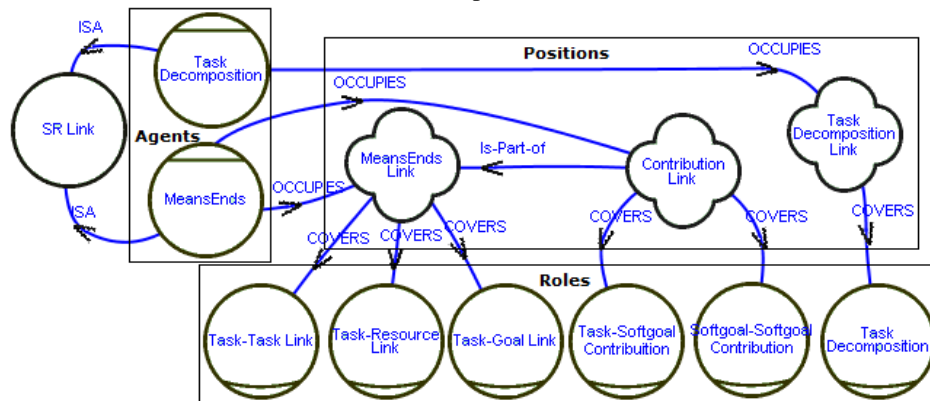 ISA
Task
Decomposition
OCCUPIES
Positions
OCCUPIES
SR Link
Agents
MeansEnds
Link
Is-Part-of
Contribution
Link
Task
Decomposition
Link
MeansEnds
OCCUPIES
ISA
COVERS
COVERS
COVERS
COVERS
COVERS
COVERS
Roles
Task-Task Link
Task-Resource
Link
Task-Goal Link
Task-Softgoal
Contribuition
Softgoal-Softgoal
Contribution
Task
Decomposition